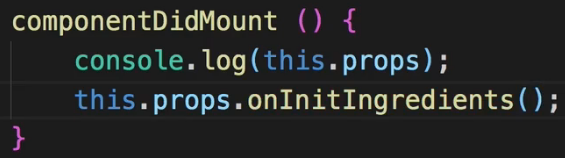 componentDidMount () {
    console.log(this.props);
    this.props.onInitIngredients();
}